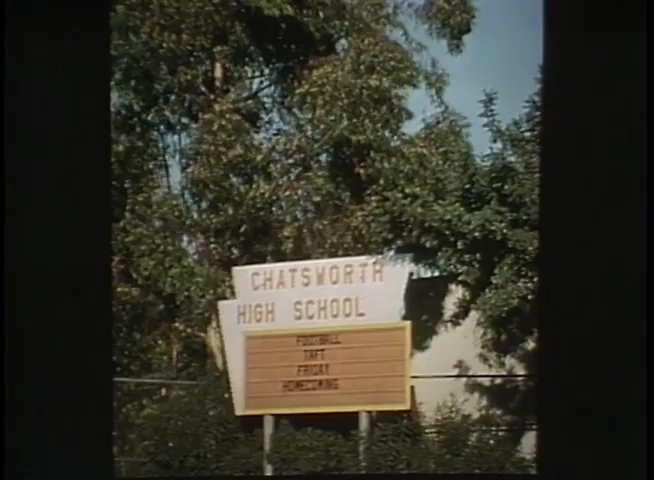 CHATSWORTH
HIGH SCHOOL
FOOTBALL
TAFT
FRIDAY
HOMECOMING